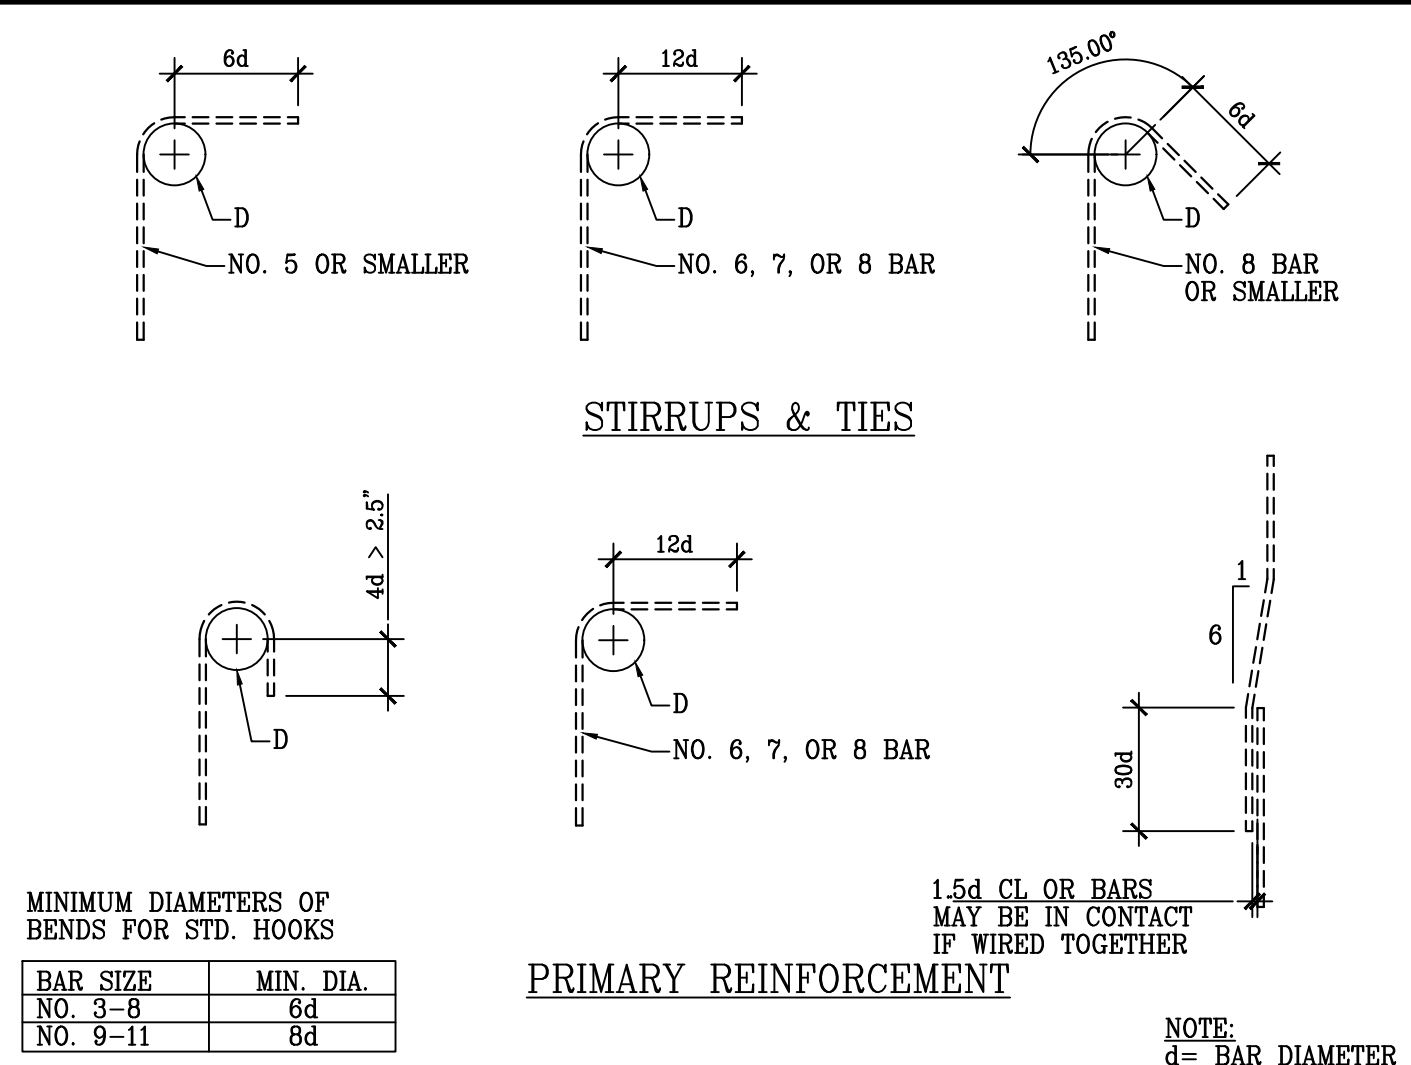 6d
12d
135.00°
6d
D
D
D
NO. 5 OR SMALLER
NO. 6, 7, OR 8 BAR
NO. 8 BAR
OR SMALLER
STIRRUPS & TIES
4d > 2.5"
12d
1
6
D
D
NO. 6, 7, OR 8 BAR
30d
1.5d CL OR BARS
MAY BE IN CONTACT
IF WIRED TOGETHER
MINIMUM DIAMETERS OF
BENDS FOR STD. HOOKS
BAR SIZE MIN. DIA.
NO. 3-8 6d
NO. 9-11 8d
PRIMARY REINFORCEMENT
NOTE:
d= BAR DIAMETER